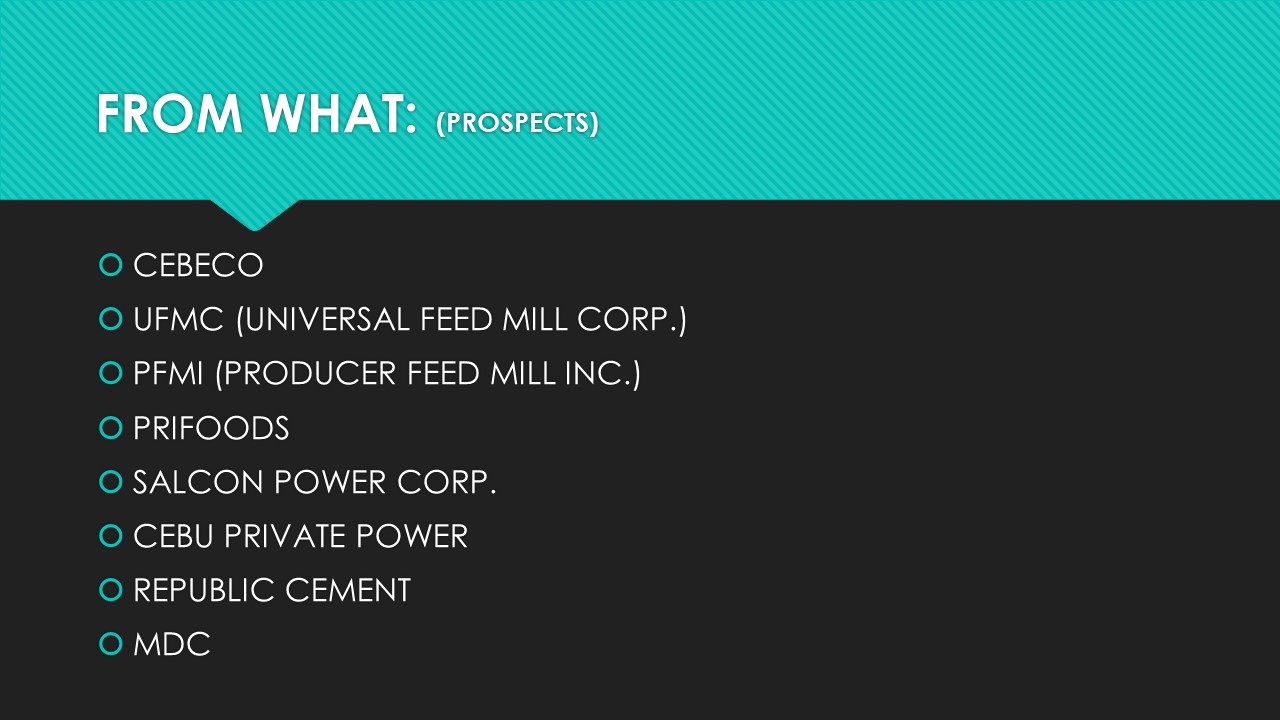 FROM WHAT: (PROSPECTS)
CEBECO
UFMC (UNIVERSAL FEED MILL CORP.)
PFMI (PRODUCER FEED MILL INC.)
PRIFOODS
SALCON POWER CORP.
CEBU PRIVATE POWER
REPUBLIC CEMENT
MDC